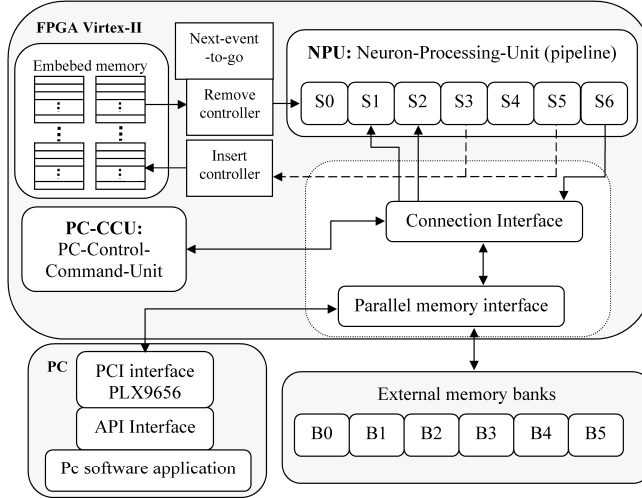 FPGA Virtex-II
Embebed memory
Next-event
-to-go
Remove
controller
Insert
controller
NPU: Neuron-Processing-Unit (pipeline)
S0 S1 S2 S3 S4 S5 S6
PC-CCU:
PC-Control-
Command-Unit
Connection Interface
Parallel memory interface
PC
PCI interface
PLX9656
API Interface
Pc software application
External memory banks
B0 B1 B2 B3 B4 B5